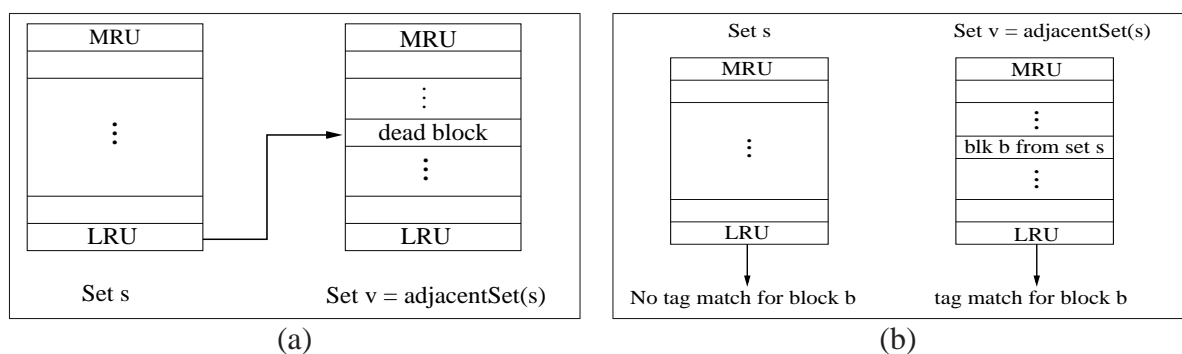 MRU
LRU
Set s
MRU
dead block
LRU
Set v = adjacentSet(s)
(a)
Set s
MRU
LRU
No tag match for block b
Set v = adjacentSet(s)
MRU
blk b from set s
LRU
tag match for block b
(b)